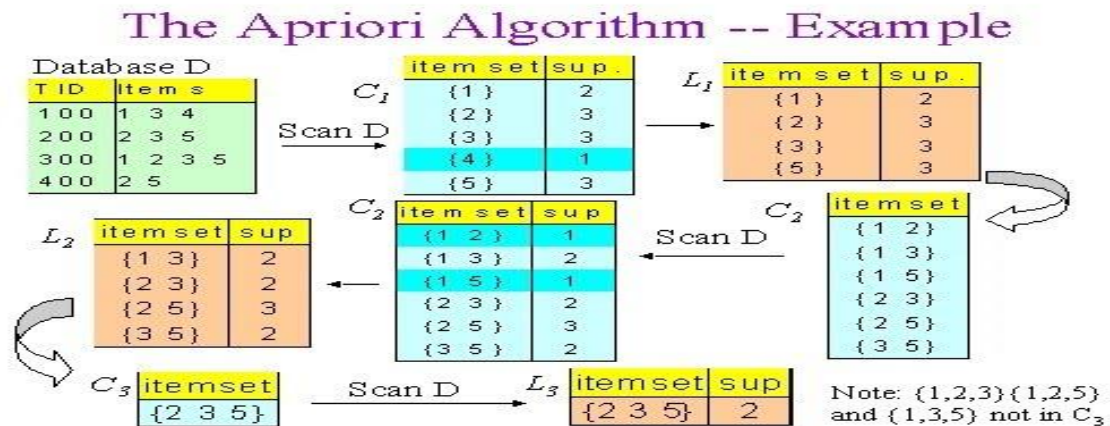 The Apriori Algorithm -- Example
Database D
TID Items
100 1 3 4
200 2 3 5
300 1 2 3 5
400 2 5
Scan D
C1
itemset sup.
{1} 2
{2} 3
{3} 3
{4} 1
{5} 3
L1
itemset sup.
{1} 2
{2} 3
{3} 3
{5} 3
C2
itemset
{1 2}
{1 3}
{1 5}
{2 3}
{2 5}
{3 5}
Scan D
C2
itemset sup
{1 2} 1
{1 3} 2
{1 5} 1
{2 3} 2
{2 5} 3
{3 5} 2
L2
itemset sup
{1 3} 2
{2 3} 2
{2 5} 3
{3 5} 2
C3
itemset
{2 3 5}
Scan D
L3
itemset sup
{2 3 5} 2
Note: {1,2,3}{1,2,5}
and {1,3,5} not in C3